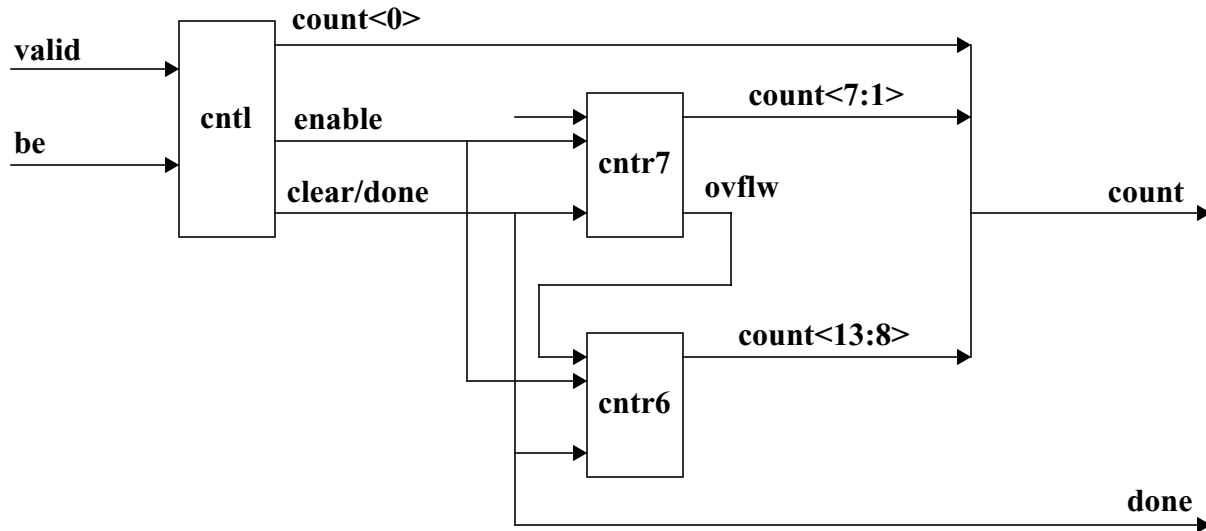 count<0>
valid
count<7:1>
cntl
enable
be
cntr7
clear/done
ovflw
count
count<13:8>
cntr6
done